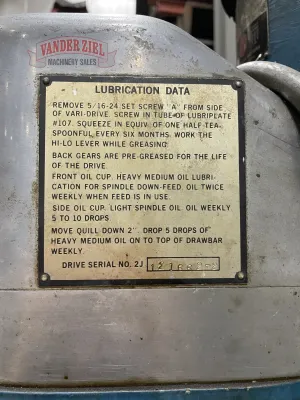 VANDER ZIEL
MACHINERY SALES
LUBRICATION DATA
REMOVE 5/16-24 SET SCREW "A" FROM SIDE
OF VARI-DRIVE. SCREW IN TUBE OF LUBRIPLATE
#107. SQUEEZE IN EQUIV. OF ONE HALF TEA-
SPOONFUL EVERY SIX MONTHS. WORK THE
HI-LO LEVER WHILE GREASING.
BACK GEARS ARE PRE-GREASED FOR THE LIFE
OF THE DRIVE.
FRONT OIL CUP. HEAVY MEDIUM OIL LUBRI-
CATION FOR SPINDLE DOWN-FEED. OIL TWICE
WEEKLY WHEN FEED IS IN USE.
SIDE OIL CUP. LIGHT SPINDLE OIL. OIL WEEKLY
5 TO 10 DROPS
MOVE QUILL DOWN 2". DROP 5 DROPS OF
HEAVY MEDIUM OIL ON TO TOP OF DRAWBAR
WEEKLY.
DRIVE SERIAL NO. 2J